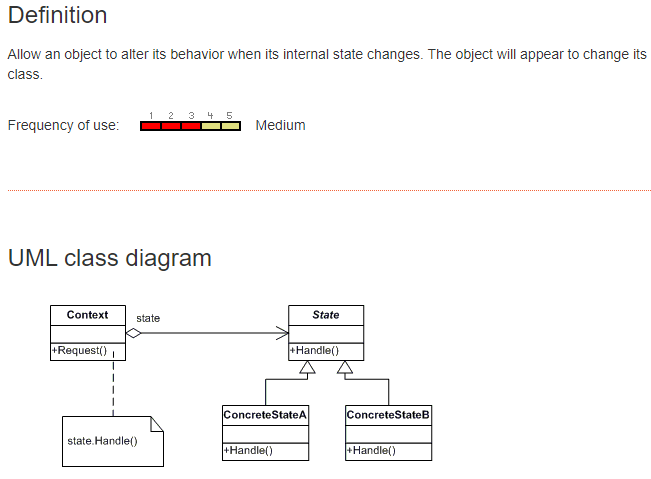 Definition
Allow an object to alter its behavior when its internal state changes. The object will appear to change its
class.
1 2 3 4 5
Frequency of use: Medium
UML class diagram
Context state State
+Request() +Handle()
ConcreteStateA ConcreteStateB
state.Handle()
+Handle() +Handle()